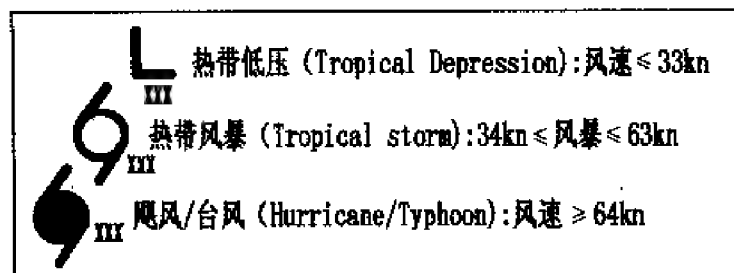 L 热带低压 (Tropical Depression):风速≤33kn
XXX
热带风暴 (Tropical storm):34kn≤风暴≤63kn
XXX
飓风/台风 (Hurricane/Typhoon):风速≥64kn
XXX